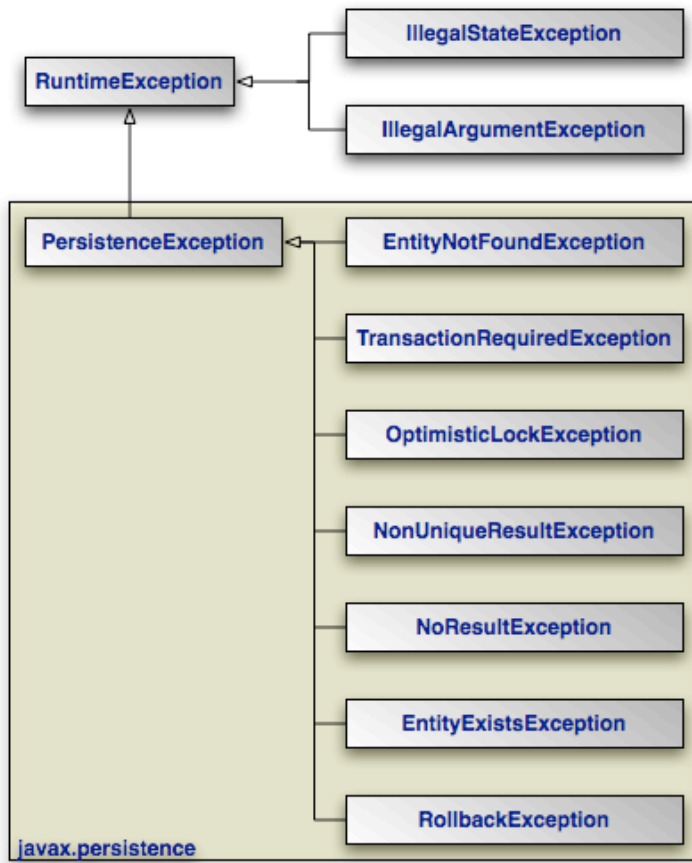 IllegalStateException
RuntimeException
IllegalArgumentException
PersistenceException
EntityNotFoundException
TransactionRequiredException
OptimisticLockException
NonUniqueResultException
NoResultException
EntityExistsException
RollbackException
javax.persistence